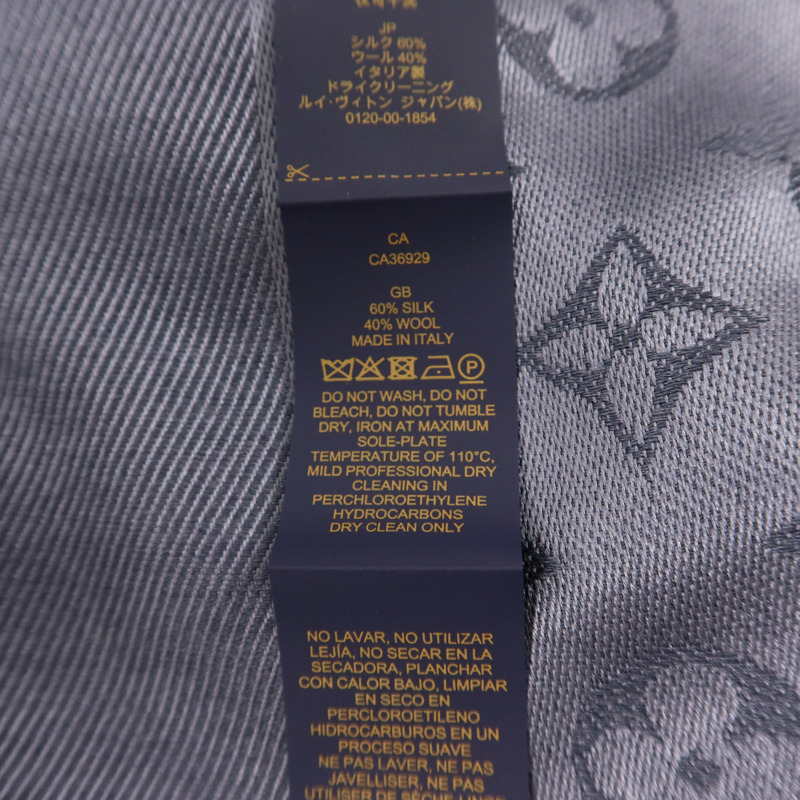 JP
シルク 60%
ウール 40%
イタリア製
ドライクリーニング
ルイ・ヴィトン ジャパン(株)
0120-00-1854
CA
CA36929
GB
60% SILK
40% WOOL
MADE IN ITALY
P
DO NOT WASH, DO NOT
BLEACH, DO NOT TUMBLE
DRY, IRON AT MAXIMUM
SOLE-PLATE
TEMPERATURE OF 110°C,
MILD PROFESSIONAL DRY
CLEANING IN
PERCHLOROETHYLENE
HYDROCARBONS
DRY CLEAN ONLY
NO LAVAR, NO UTILIZAR
LEJÍA, NO SECAR EN LA
SECADORA, PLANCHAR
CON CALOR BAJO, LIMPIAR
EN SECO EN
PERCLOROETILENO
HIDROCARBUROS EN UN
PROCESO SUAVE
NE PAS LAVER, NE PAS
JAVELLISER, NE PAS
UTILISER DE SÈCHE-LINGE